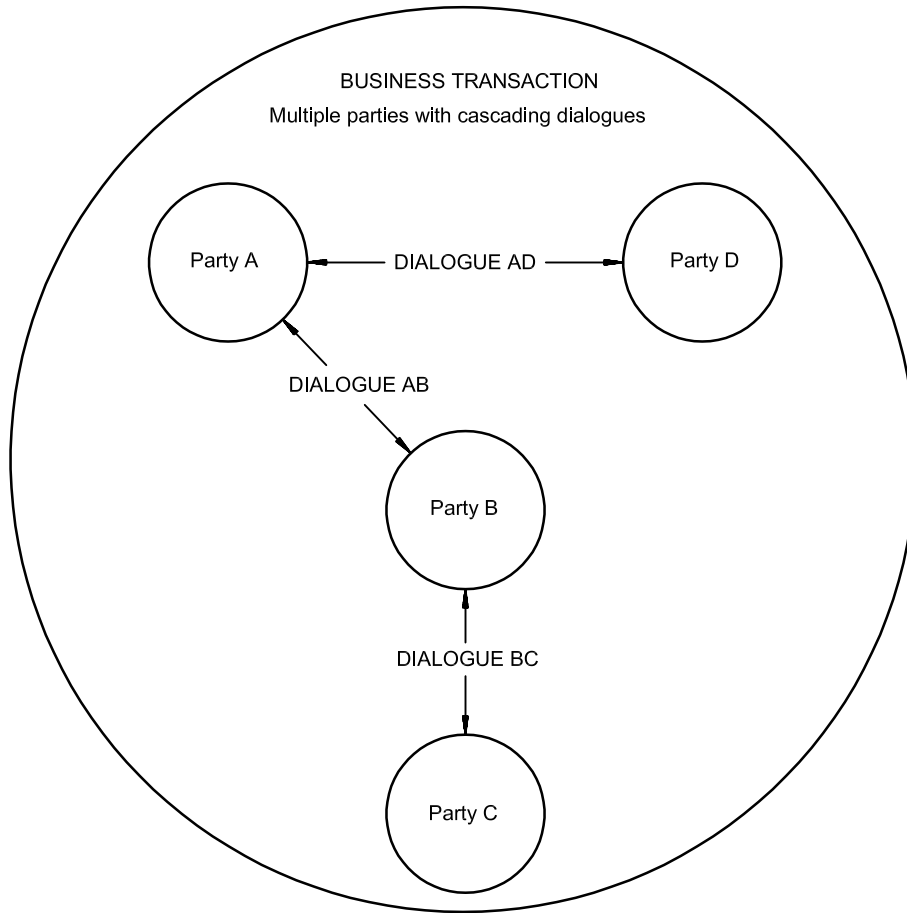 BUSINESS TRANSACTION
Multiple parties with cascading dialogues
Party A
DIALOGUE AD
Party D
DIALOGUE AB
Party B
DIALOGUE BC
Party C